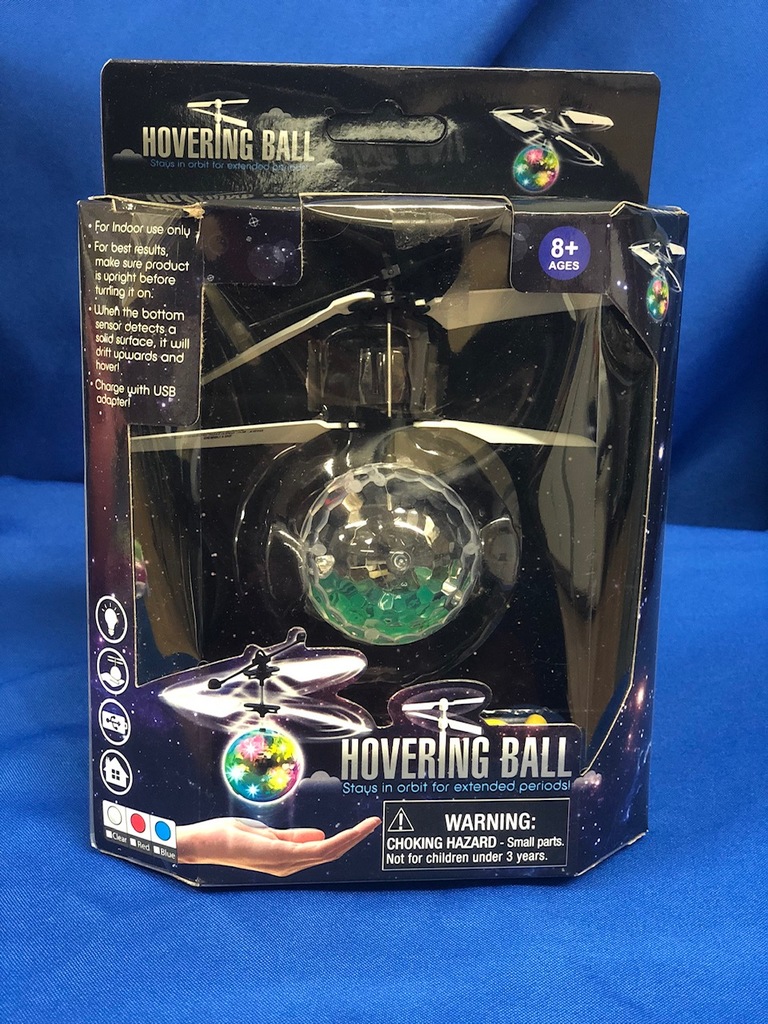 HOVERING BALL
Stays in orbit for extended periods!
8+
AGES
• For Indoor use only
• For best results,
make sure product
is upright before
turning it on.
• When the bottom
sensor detects a
solid surface, it will
drift upwards and
hover!
• Charge with USB
adapter!
HOVERING BALL
Stays in orbit for extended periods!
Clear Red Blue
WARNING:
CHOKING HAZARD - Small parts.
Not for children under 3 years.